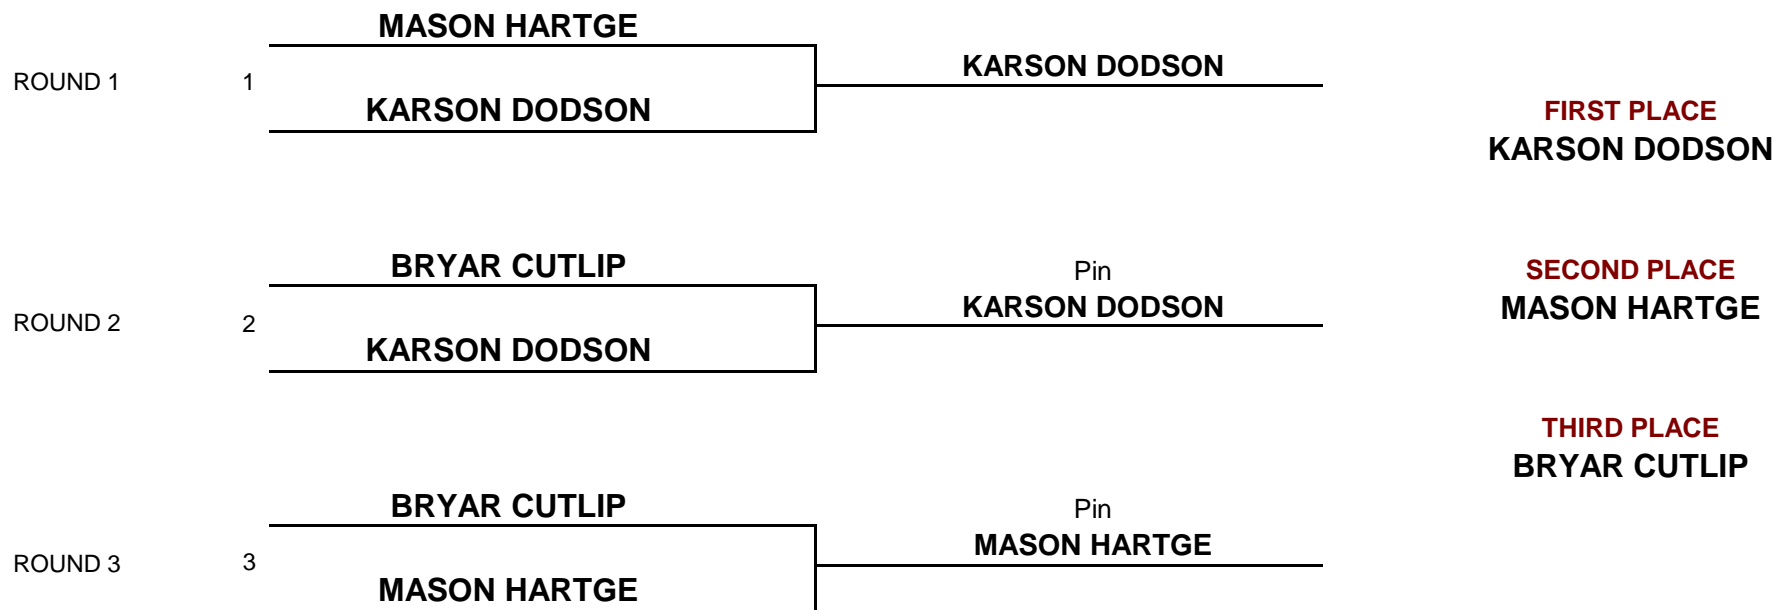 MASON HARTGE
ROUND 1
1
KARSON DODSON
KARSON DODSON
FIRST PLACE
KARSON DODSON
BRYAR CUTLIP
Pin
SECOND PLACE
ROUND 2
2
KARSON DODSON
MASON HARTGE
KARSON DODSON
THIRD PLACE
BRYAR CUTLIP
BRYAR CUTLIP
Pin
ROUND 3
3
MASON HARTGE
MASON HARTGE